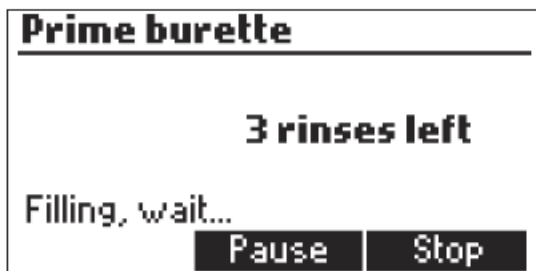 Prime burette
3 rinses left
Filling, wait...
Pause Stop